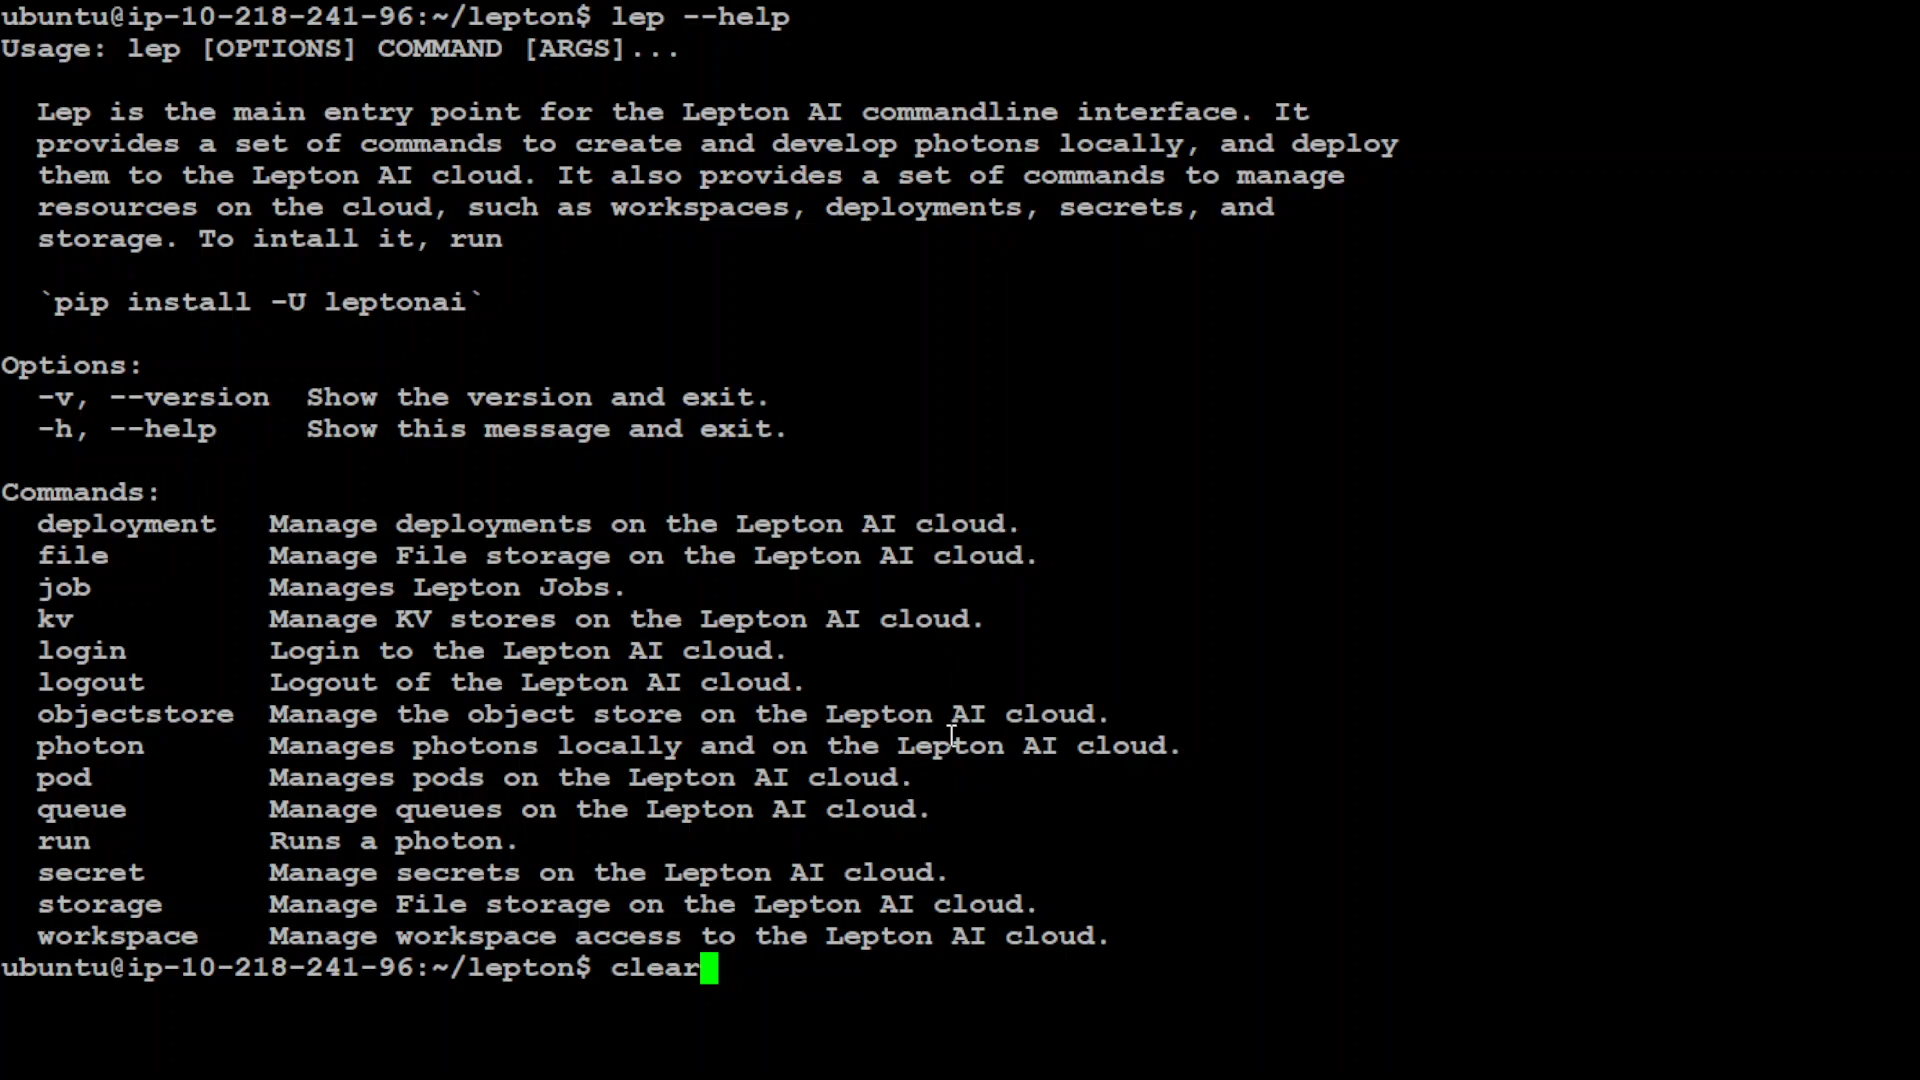 ubuntu@ip-10-218-241-96:~/lepton$ lep --help
Usage: lep [OPTIONS] COMMAND [ARGS]...
Lep is the main entry point for the Lepton AI commandline interface. It
provides a set of commands to create and develop photons locally, and deploy
them to the Lepton AI cloud. It also provides a set of commands to manage
resources on the cloud, such as workspaces, deployments, secrets, and
storage. To intall it, run
`pip install -U leptonai`
Options:
-v, --version  Show the version and exit.
-h, --help     Show this message and exit.
Commands:
deployment   Manage deployments on the Lepton AI cloud.
file         Manage File storage on the Lepton AI cloud.
job          Manages Lepton Jobs.
kv           Manage KV stores on the Lepton AI cloud.
login        Login to the Lepton AI cloud.
logout       Logout of the Lepton AI cloud.
objectstore  Manage the object store on the Lepton AI cloud.
photon       Manages photons locally and on the Lepton AI cloud.
pod          Manages pods on the Lepton AI cloud.
queue        Manage queues on the Lepton AI cloud.
run          Runs a photon.
secret       Manage secrets on the Lepton AI cloud.
storage      Manage File storage on the Lepton AI cloud.
workspace    Manage workspace access to the Lepton AI cloud.
ubuntu@ip-10-218-241-96:~/lepton$ clear